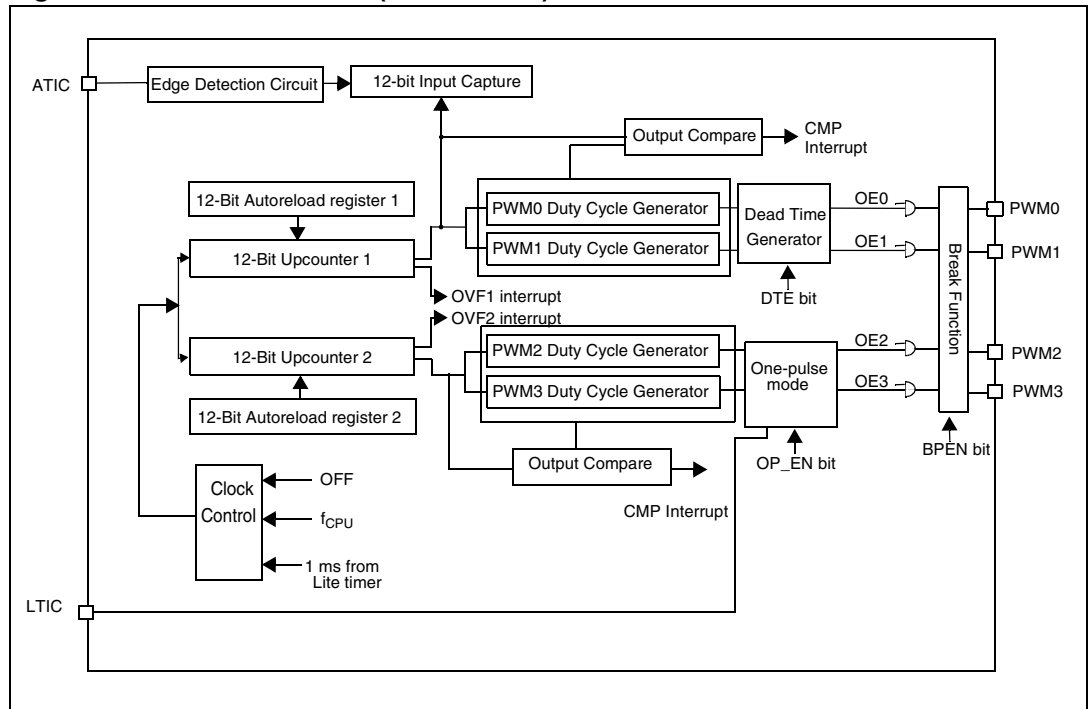 ATIC
Edge Detection Circuit
12-bit Input Capture
Output Compare
CMP
Interrupt
12-Bit Autoreload register 1
PWM0 Duty Cycle Generator
PWM1 Duty Cycle Generator
Dead Time
Generator
OE0
OE1
PWM0
PWM1
12-Bit Upcounter 1
DTE bit
OVF1 interrupt
OVF2 interrupt
Break Function
12-Bit Upcounter 2
PWM2 Duty Cycle Generator
PWM3 Duty Cycle Generator
One-pulse
mode
OE2
OE3
PWM2
PWM3
12-Bit Autoreload register 2
OP_EN bit
BPEN bit
Output Compare
CMP Interrupt
Clock
Control
OFF
fCPU
1 ms from
Lite timer
LTIC